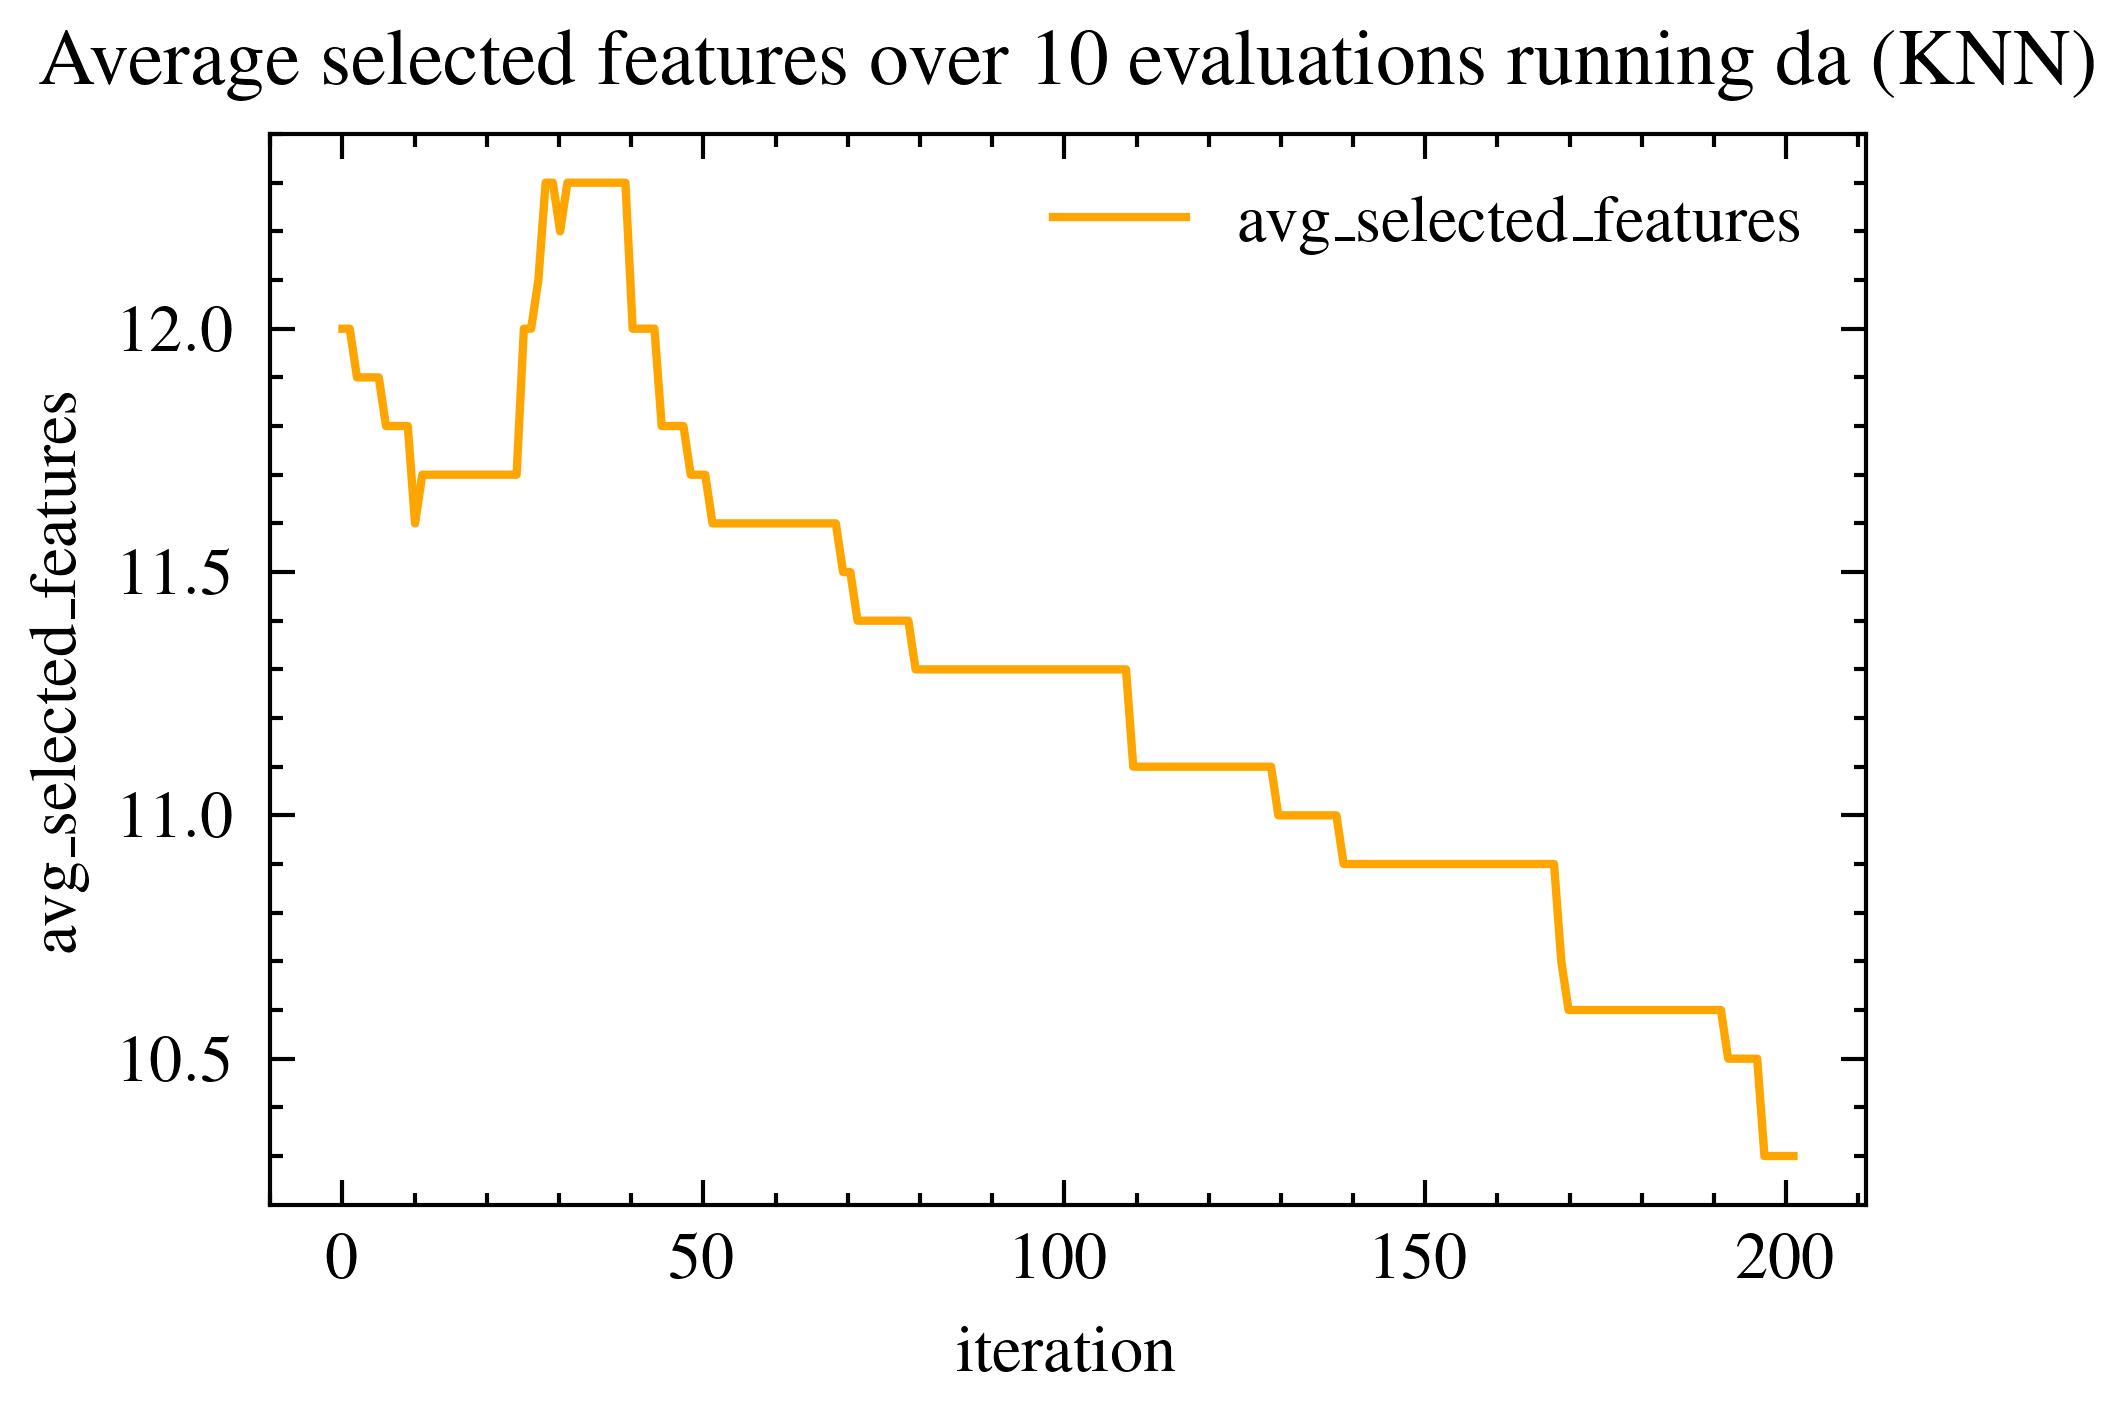 Average selected features over 10 evaluations running da (KNN)
avg_selected_features
avg_selected_features
12.0
11.5
11.0
10.5
0 50 100 150 200
iteration